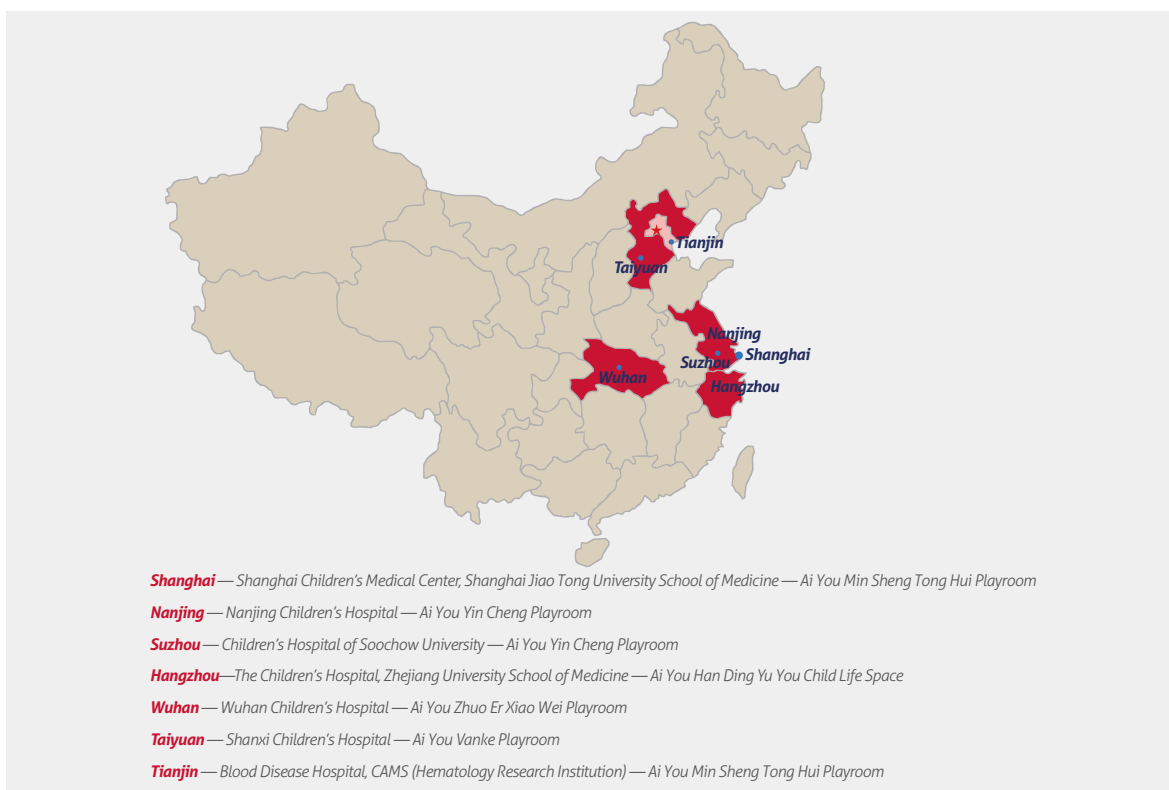 Tianjin
Taiyuan
Nanjing
Shanghai
Suzhou
Wuhan
Hangzhou
Shanghai — Shanghai Children’s Medical Center, Shanghai Jiao Tong University School of Medicine — Ai You Min Sheng Tong Hui Playroom
Nanjing — Nanjing Children’s Hospital — Ai You Yin Cheng Playroom
Suzhou — Children’s Hospital of Soochow University — Ai You Yin Cheng Playroom
Hangzhou—The Children’s Hospital, Zhejiang University School of Medicine — Ai You Han Ding Yu You Child Life Space
Wuhan — Wuhan Children’s Hospital — Ai You Zhuo Er Xiao Wei Playroom
Taiyuan — Shanxi Children’s Hospital — Ai You Vanke Playroom
Tianjin — Blood Disease Hospital, CAMS (Hematology Research Institution) — Ai You Min Sheng Tong Hui Playroom